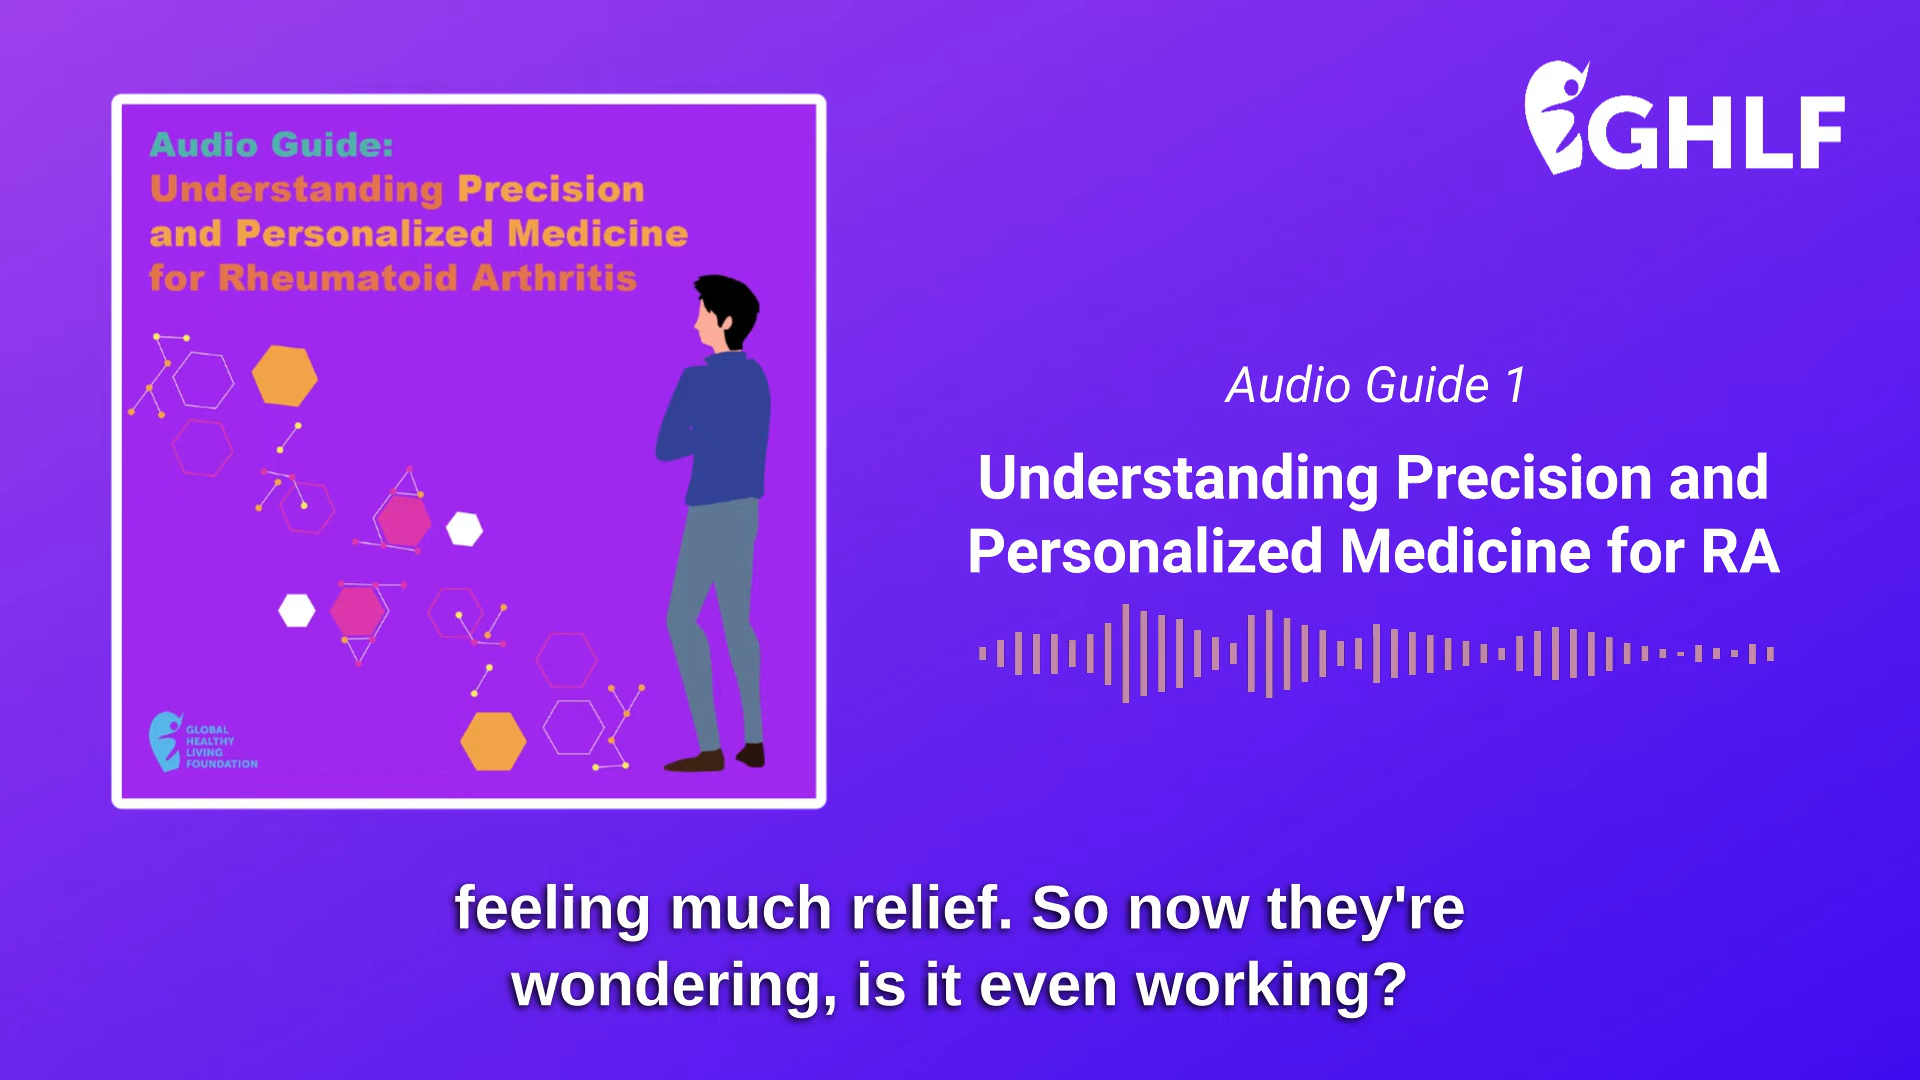 Audio Guide:
Understanding Precision
and Personalized Medicine
for Rheumatoid Arthritis
GLOBAL
HEALTHY
LIVING
FOUNDATION
GHLF
Audio Guide 1
Understanding Precision and
Personalized Medicine for RA
feeling much relief. So now they're
wondering, is it even working?